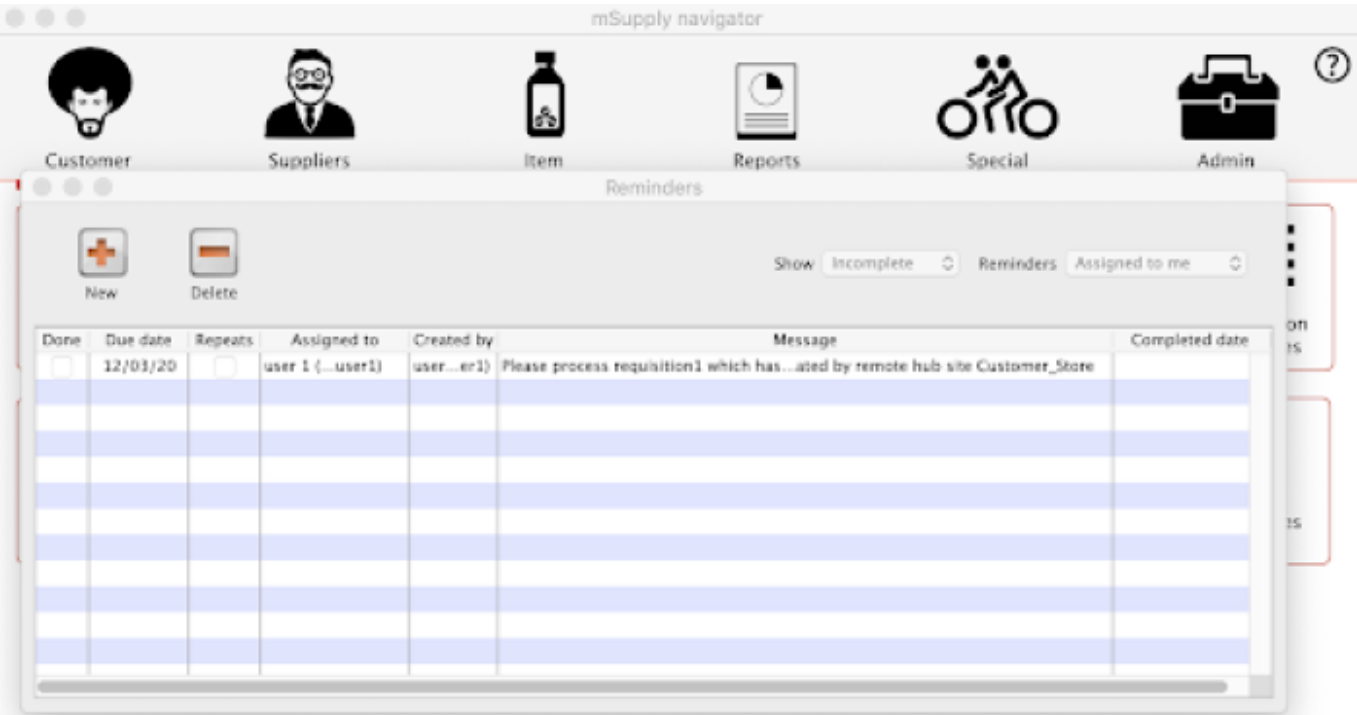 mSupply navigator
Customer Suppliers Item Reports Special Admin ?
Reminders
Show Incomplete Reminders Assigned to me
New Delete
Done Due date Repeats Assigned to Created by Message Completed date
12/03/20 user 1 (...user1) user...er1) Please process requisition1 which has...ated by remote hub site Customer_Store
on
es
es